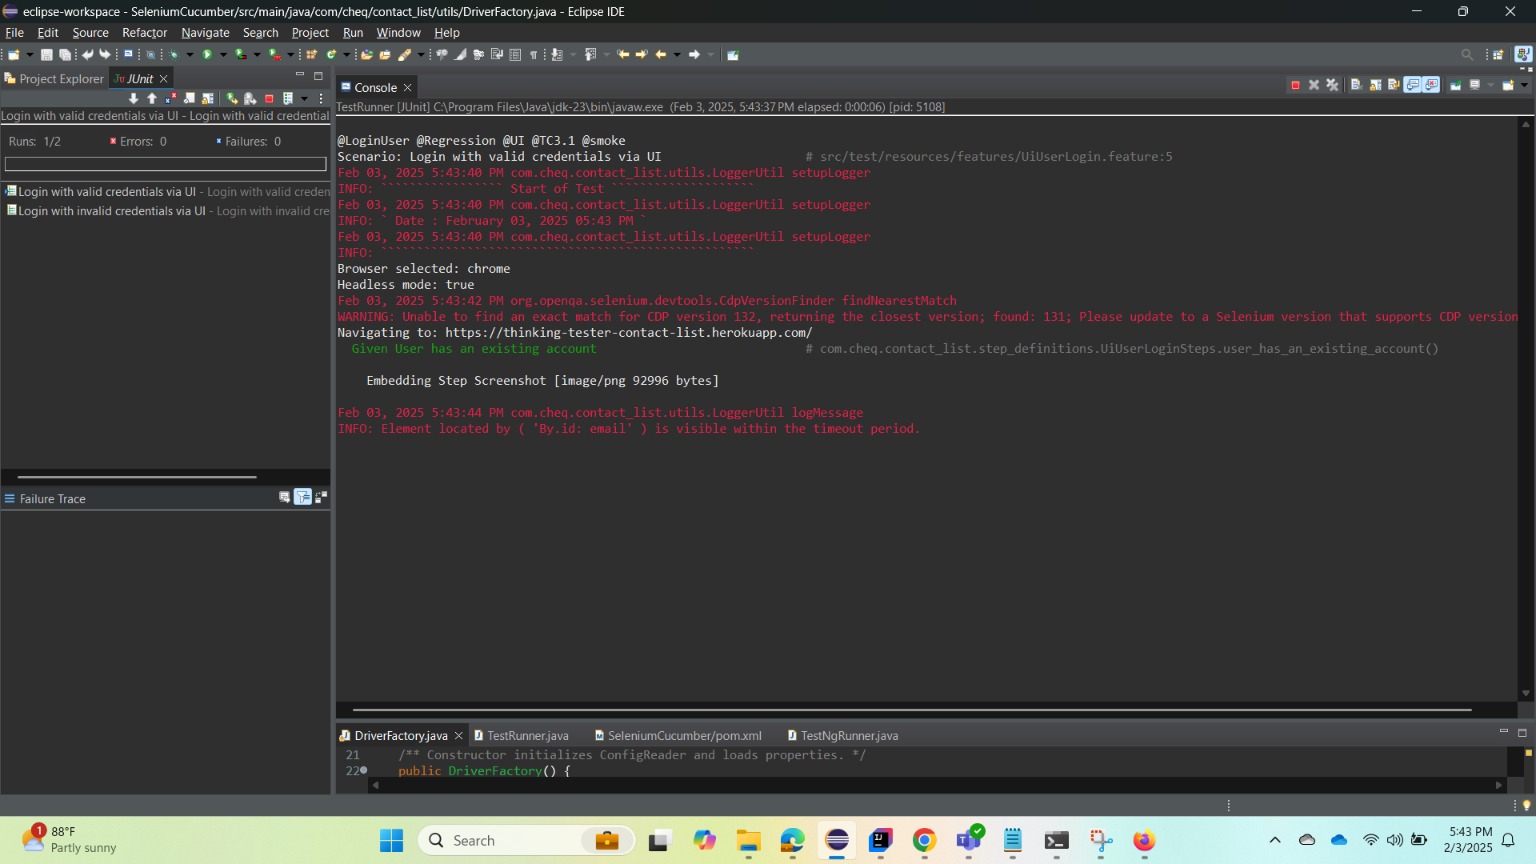 eclipse-workspace - SeleniumCucumber/src/main/java/com/cheq/contact_list/utils/DriverFactory.java - Eclipse IDE
File Edit Source Refactor Navigate Search Project Run Window Help
Project Explorer
JUnit
Login with valid credentials via UI - Login with valid credential
Runs: 1/2
Errors: 0
Failures: 0
Login with valid credentials via UI - Login with valid creden
Login with invalid credentials via UI - Login with invalid cre
Failure Trace
Console
TestRunner [JUnit] C:\Program Files\Java\jdk-23\bin\javaw.exe (Feb 3, 2025, 5:43:37 PM elapsed: 0:00:06) [pid: 5108]
@LoginUser @Regression @UI @TC3.1 @smoke
Scenario: Login with valid credentials via UI # src/test/resources/features/UiUserLogin.feature:5
Feb 03, 2025 5:43:40 PM com.cheq.contact_list.utils.LoggerUtil setupLogger
INFO: ````````````````` Start of Test ````````````````````
Feb 03, 2025 5:43:40 PM com.cheq.contact_list.utils.LoggerUtil setupLogger
INFO: ` Date : February 03, 2025 05:43 PM `
Feb 03, 2025 5:43:40 PM com.cheq.contact_list.utils.LoggerUtil setupLogger
INFO: ````````````````````````````````````````````````````
Browser selected: chrome
Headless mode: true
Feb 03, 2025 5:43:42 PM org.openqa.selenium.devtools.CdpVersionFinder findNearestMatch
WARNING: Unable to find an exact match for CDP version 132, returning the closest version; found: 131; Please update to a Selenium version that supports CDP version
Navigating to: https://thinking-tester-contact-list.herokuapp.com/
Given User has an existing account # com.cheq.contact_list.step_definitions.UiUserLoginSteps.user_has_an_existing_account()
Embedding Step Screenshot [image/png 92996 bytes]
Feb 03, 2025 5:43:44 PM com.cheq.contact_list.utils.LoggerUtil logMessage
INFO: Element located by ( 'By.id: email' ) is visible within the timeout period.
DriverFactory.java
TestRunner.java
SeleniumCucumber/pom.xml
TestNgRunner.java
21 /** Constructor initializes ConfigReader and loads properties. */
22 public DriverFactory() {
1
88°F
Partly sunny
Search
5:43 PM
2/3/2025